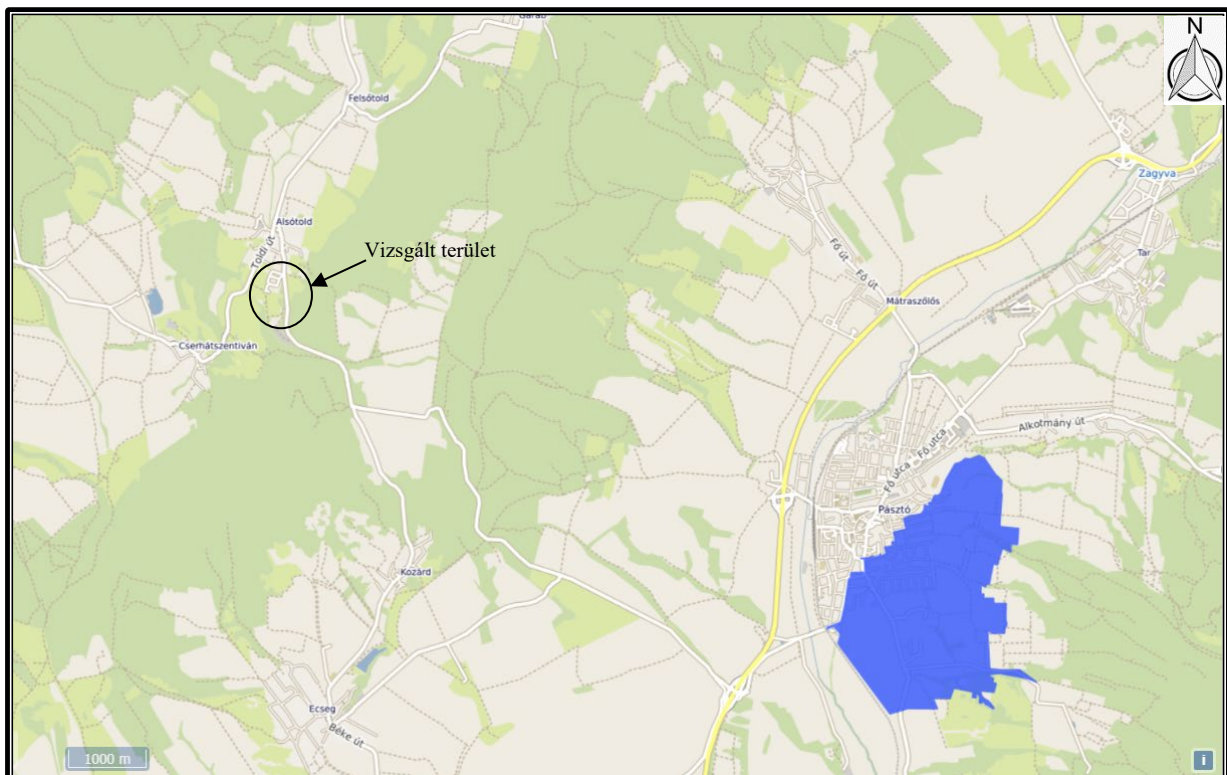 Garáb
N
Felsőtold
Zagyva
Alsótold
Toldi út
Vizsgált terület
Fő út
Fő út
Tar
Mátraszőlős
Cserhátszentiván
Alkotmány út
Fő utca
Fő utca
Pásztó
Kozárd
Ecseg
Béke út
1000 m
i